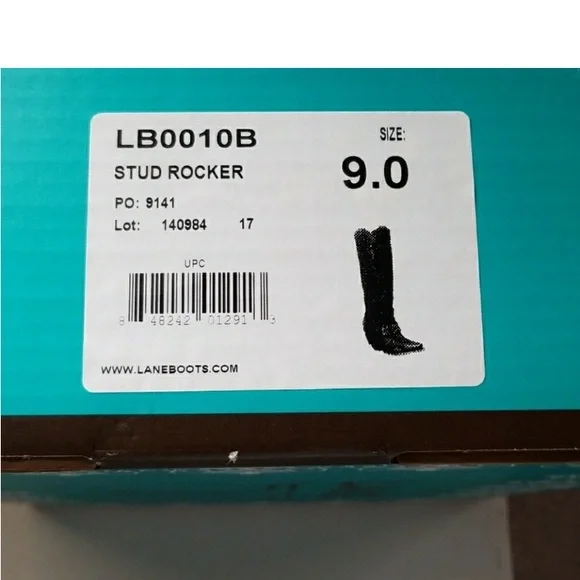 LB0010B
SIZE:
STUD ROCKER
9.0
PO: 9141
Lot: 140984 17
UPC
8 48242 01291 3
WWW.LANEBOOTS.COM